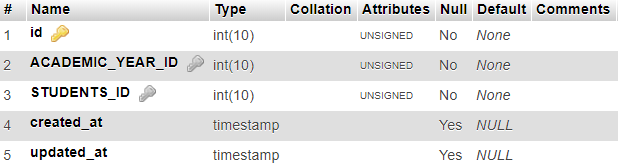 # Name Type Collation Attributes Null Default Comments
1 id int(10) UNSIGNED No None
2 ACADEMIC_YEAR_ID int(10) UNSIGNED No None
3 STUDENTS_ID int(10) UNSIGNED No None
4 created_at timestamp Yes NULL
5 updated_at timestamp Yes NULL